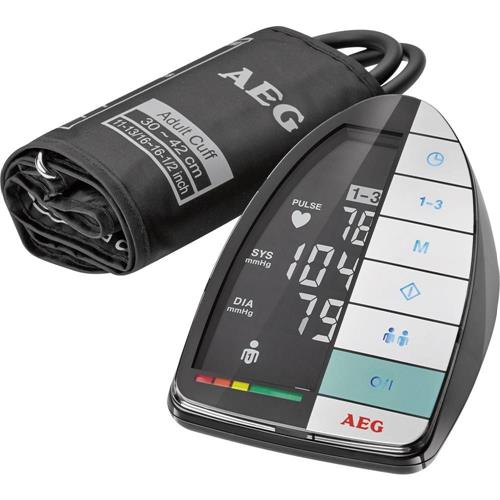 AEG
Adult Cuff
30 ~ 42 cm
11-13/16~16-1/2 inch
1-3
PULSE
78
SYS
mmHg
104
DIA
mmHg
79
1-3
M
AEG